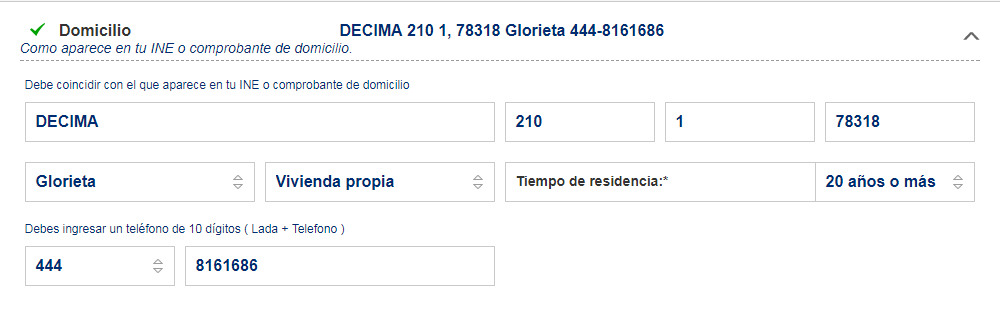 Domicilio DECIMA 210 1, 78318 Glorieta 444-8161686
Como aparece en tu INE o comprobante de domicilio.
Debe coincidir con el que aparece en tu INE o comprobante de domicilio
DECIMA 210 1 78318
Glorieta Vivienda propia Tiempo de residencia:* 20 años o más
Debes ingresar un teléfono de 10 dígitos ( Lada + Telefono )
444 8161686